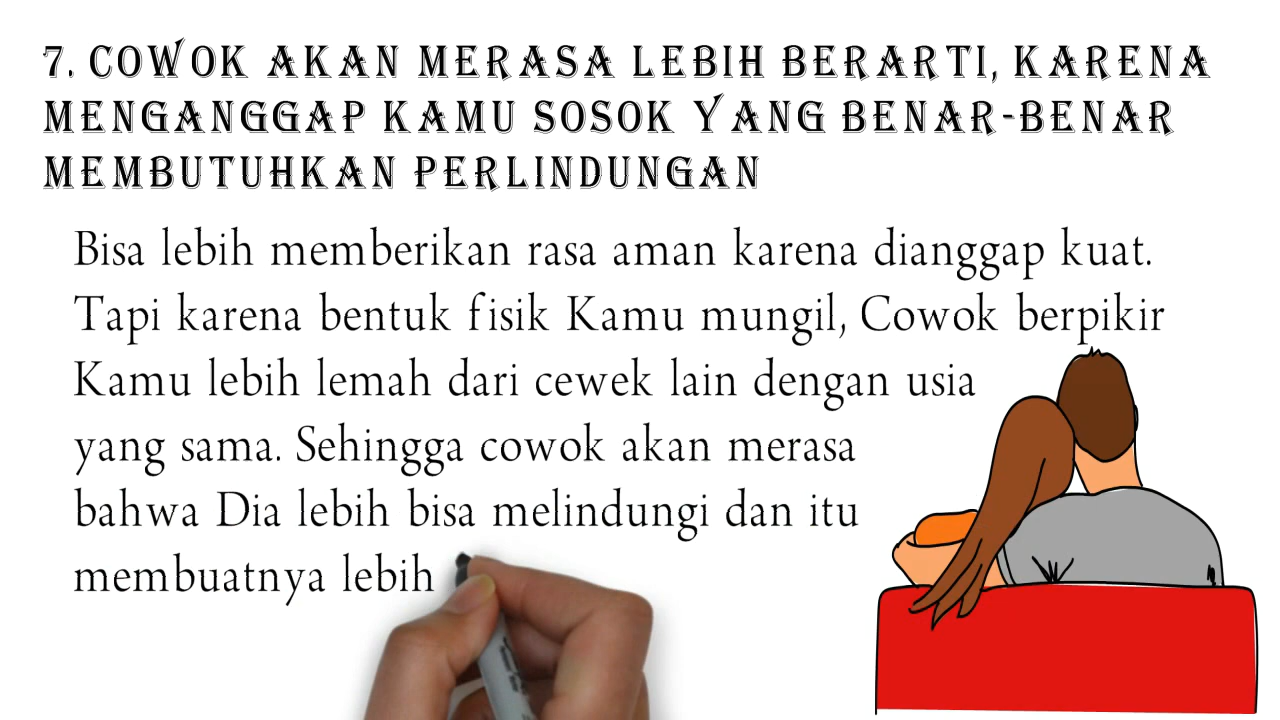 7. COWOK AKAN MERASA LEBIH BERARTI, KARENA
MENGANGGAP KAMU SOSOK YANG BENAR-BENAR
MEMBUTUHKAN PERLINDUNGAN
Bisa lebih memberikan rasa aman karena dianggap kuat.
Tapi karena bentuk fisik Kamu mungil, Cowok berpikir
Kamu lebih lemah dari cewek lain dengan usia
yang sama. Sehingga cowok akan merasa
bahwa Dia lebih bisa melindungi dan itu
membuatnya lebih